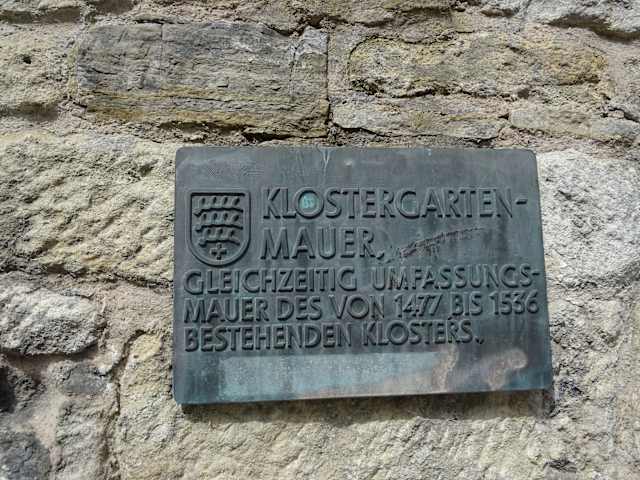 KLOSTERGARTEN-
MAUER,
GLEICHZEITIG UMFASSUNGS-
MAUER DES VON 1477 BIS 1536
BESTEHENDEN KLOSTERS.